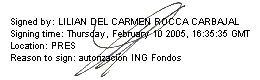 Signed by: LILIAN DEL CARMEN ROCCA CARBAJAL
Signing time: Thursday, February 10 2005, 16:35:35 GMT
Location: PRES
Reason to sign: autorización ING Fondos